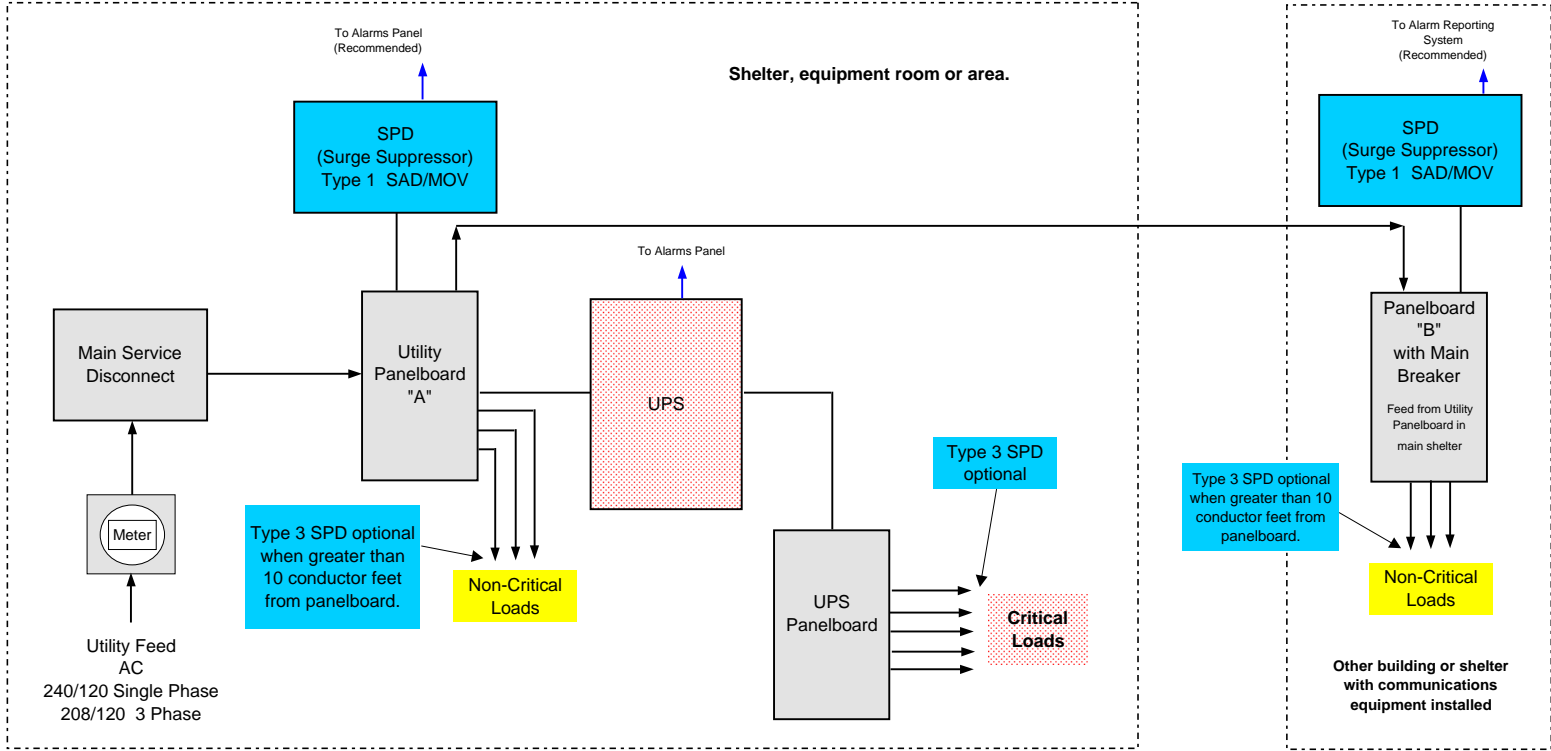 To Alarms Panel
(Recommended)
Shelter, equipment room or area.
SPD
(Surge Suppressor)
Type 1 SAD/MOV
To Alarms Panel
Main Service
Disconnect
Utility
Panelboard
"A"
UPS
Meter
Type 3 SPD optional
when greater than
10 conductor feet
from panelboard.
Non-Critical
Loads
Type 3 SPD
optional
UPS
Panelboard
Critical
Loads
Utility Feed
AC
240/120 Single Phase
208/120 3 Phase
To Alarm Reporting
System
(Recommended)
SPD
(Surge Suppressor)
Type 1 SAD/MOV
Panelboard
"B"
with Main
Breaker
Feed from Utility
Panelboard in
main shelter
Type 3 SPD optional
when greater than 10
conductor feet from
panelboard.
Non-Critical
Loads
Other building or shelter
with communications
equipment installed